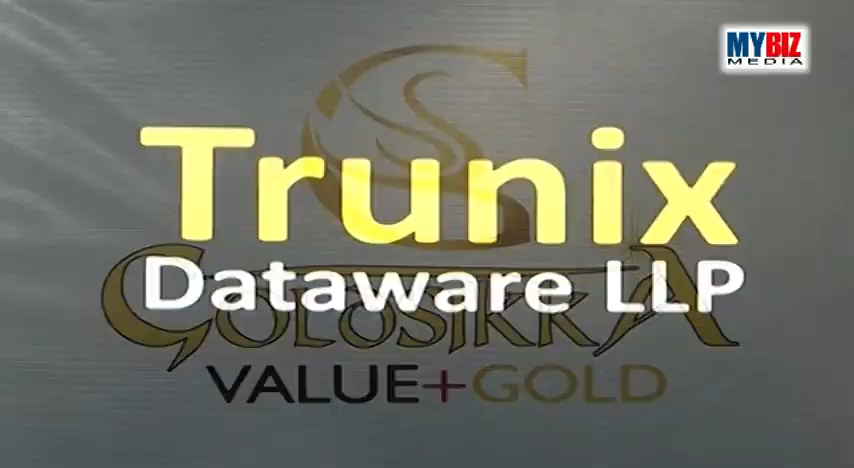 MYBIZ
MEDIA
Trunix
Dataware LLP
GOLDSIKKA
VALUE+GOLD